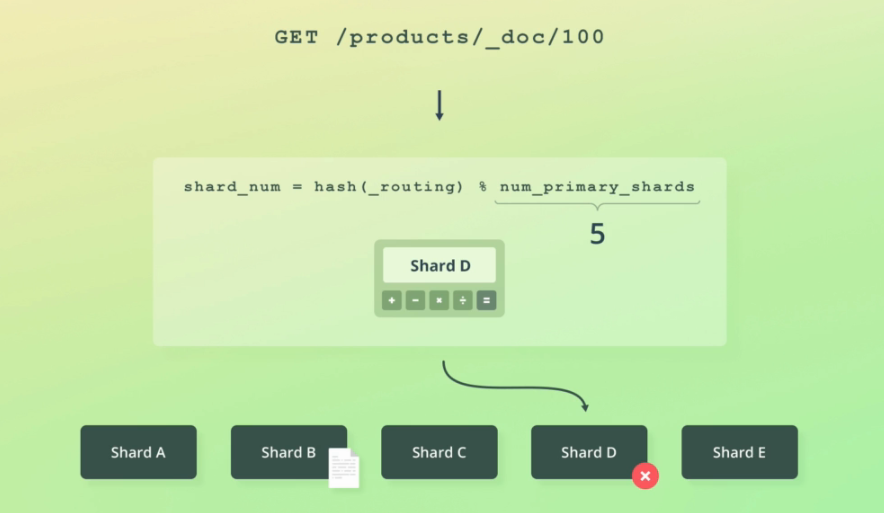 GET /products/_doc/100
shard_num = hash(_routing) % num_primary_shards
5
Shard D
+ − × ÷ =
Shard A
Shard B
Shard C
Shard D
Shard E